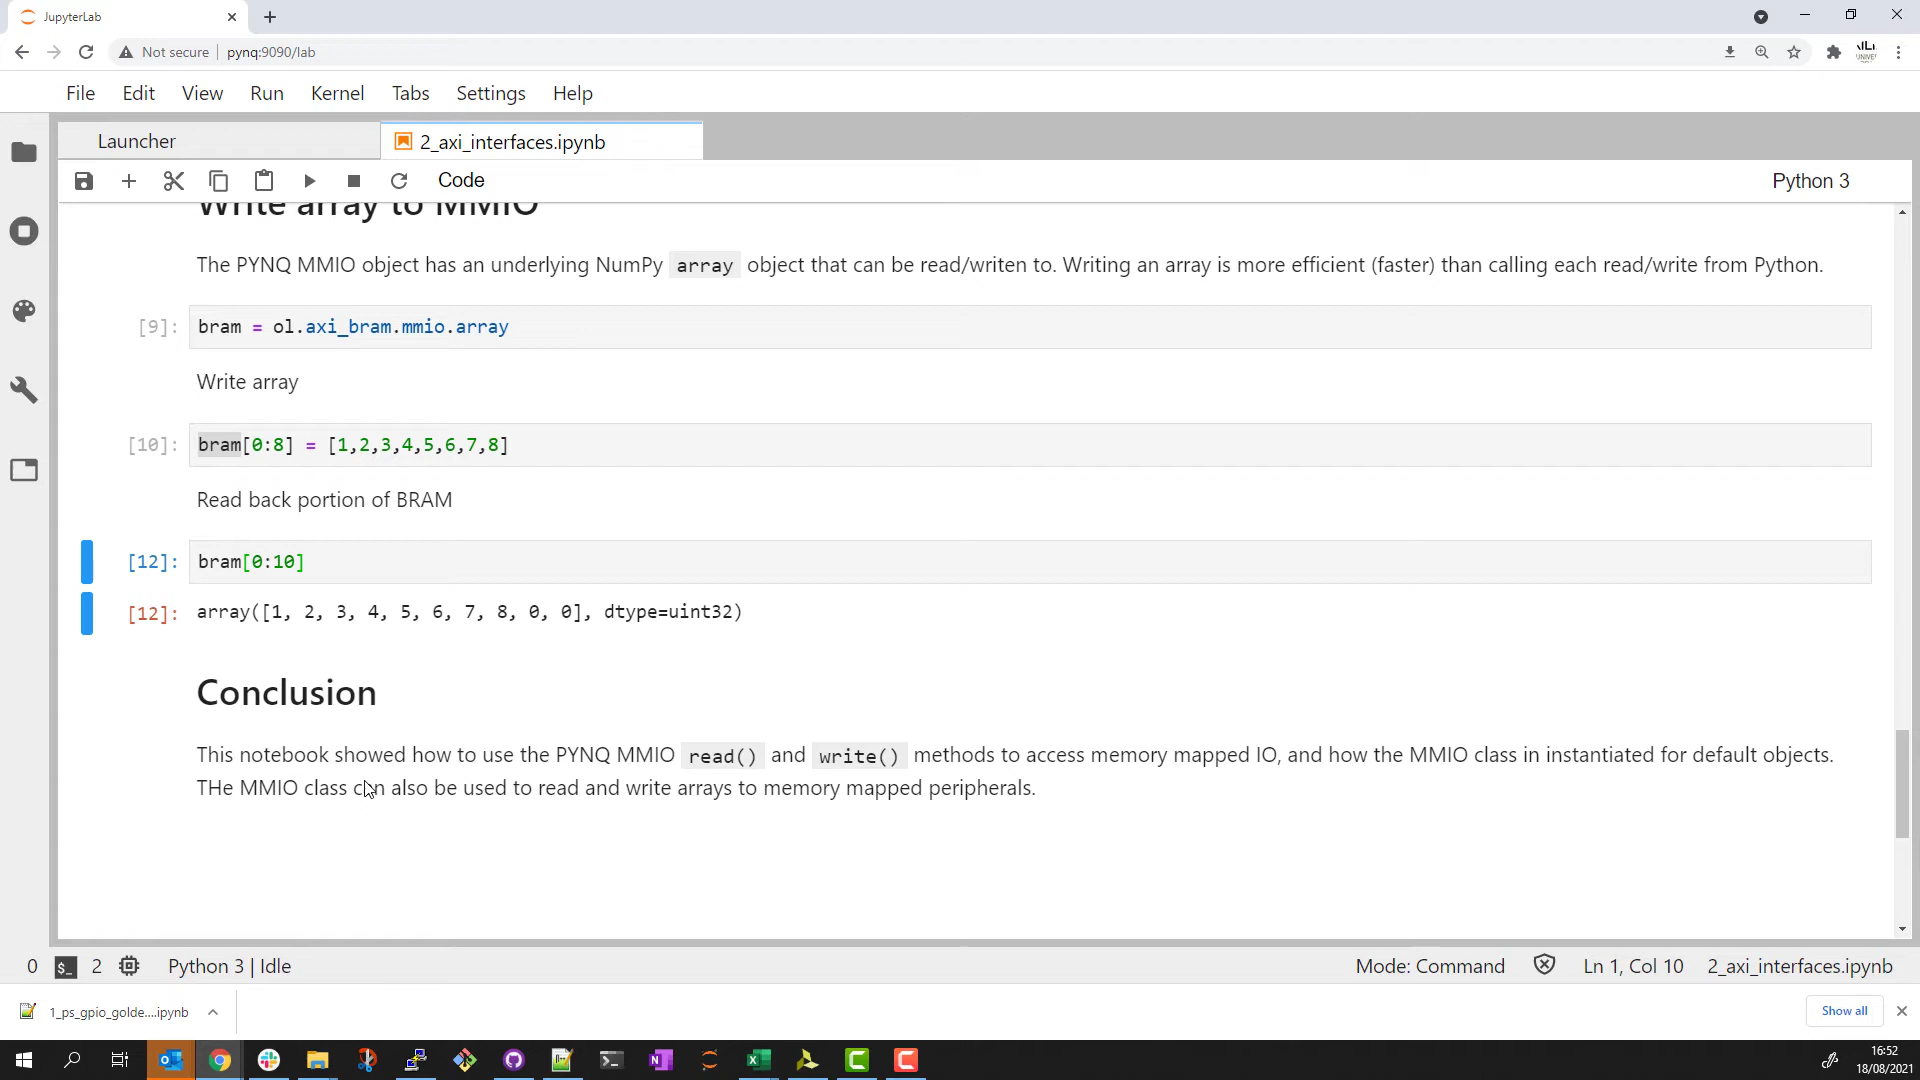 JupyterLab
Not secure pynq:9090/lab
File Edit View Run Kernel Tabs Settings Help
Launcher 2_axi_interfaces.ipynb
Code Python 3
Write array to MMIO
The PYNQ MMIO object has an underlying NumPy array object that can be read/writen to. Writing an array is more efficient (faster) than calling each read/write from Python.
[9]: bram = ol.axi_bram.mmio.array
Write array
[10]: bram[0:8] = [1,2,3,4,5,6,7,8]
Read back portion of BRAM
[12]: bram[0:10]
[12]: array([1, 2, 3, 4, 5, 6, 7, 8, 0, 0], dtype=uint32)
Conclusion
This notebook showed how to use the PYNQ MMIO read() and write() methods to access memory mapped IO, and how the MMIO class in instantiated for default objects.
THe MMIO class can also be used to read and write arrays to memory mapped peripherals.
0 $_ 2 Python 3 | Idle Mode: Command Ln 1, Col 10 2_axi_interfaces.ipynb
1_ps_gpio_golde....ipynb Show all
16:52
18/08/2021